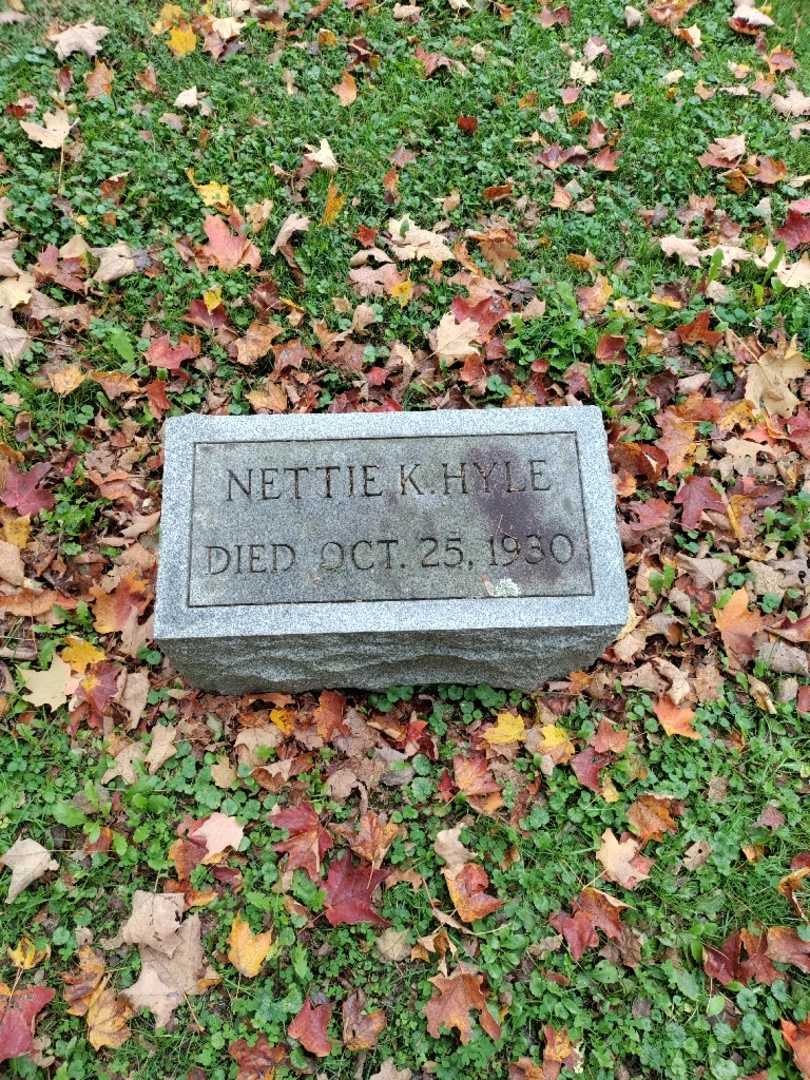 NETTIE K. HYLE
DIED OCT. 25, 1930